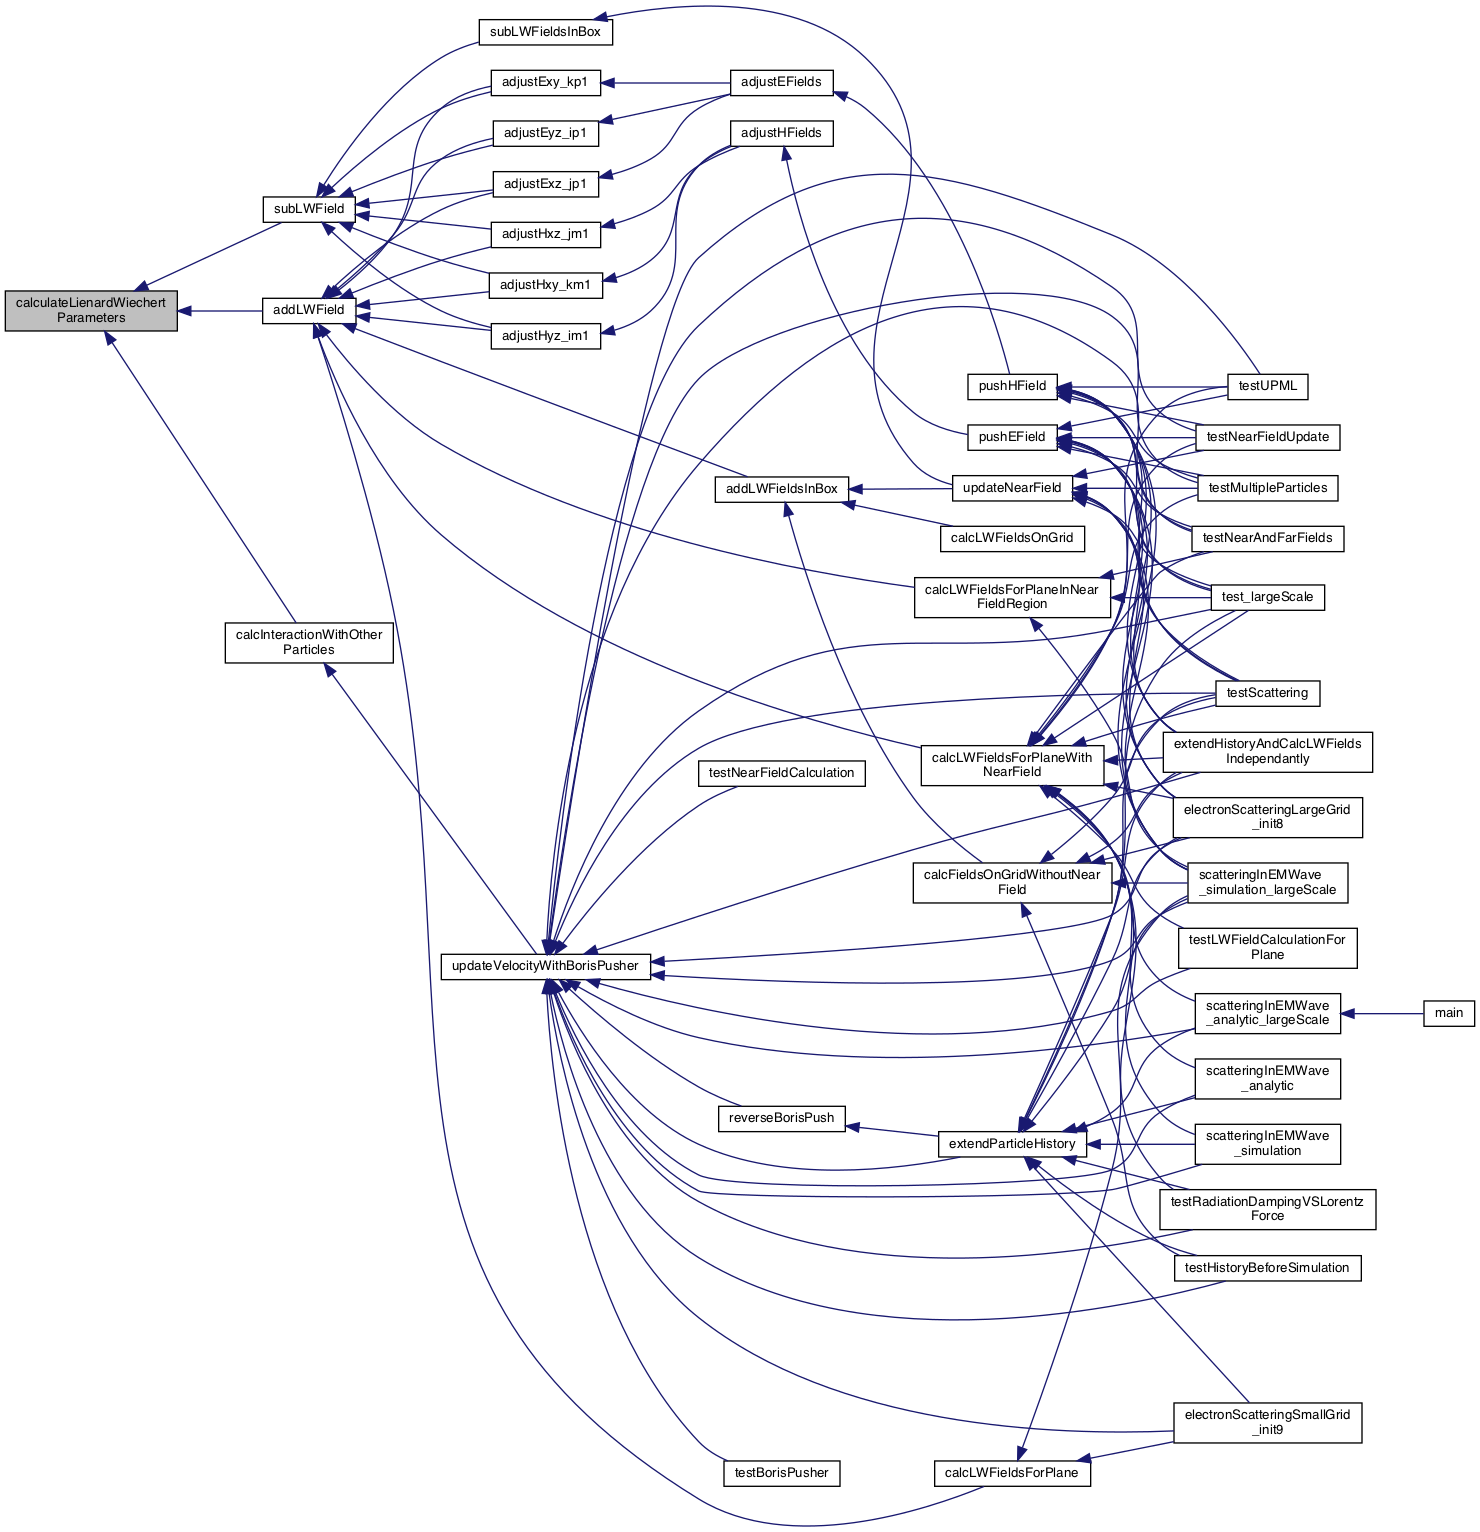 calculateLienardWiechert
Parameters
subLWField
addLWField
calcInteractionWithOther
Particles
subLWFieldsInBox
adjustExy_kp1
adjustEyz_ip1
adjustExz_jp1
adjustHxz_jm1
adjustHxy_km1
adjustHyz_im1
updateVelocityWithBorisPusher
adjustEFields
adjustHFields
addLWFieldsInBox
testNearFieldCalculation
reverseBorisPush
testBorisPusher
pushHField
pushEField
updateNearField
calcLWFieldsOnGrid
calcLWFieldsForPlaneInNear
FieldRegion
calcLWFieldsForPlaneWith
NearField
calcFieldsOnGridWithoutNear
Field
extendParticleHistory
calcLWFieldsForPlane
testUPML
testNearFieldUpdate
testMultipleParticles
testNearAndFarFields
test_largeScale
testScattering
extendHistoryAndCalcLWFields
Independantly
electronScatteringLargeGrid
_init8
scatteringInEMWave
_simulation_largeScale
testLWFieldCalculationFor
Plane
scatteringInEMWave
_analytic_largeScale
scatteringInEMWave
_analytic
scatteringInEMWave
_simulation
testRadiationDampingVSLorentz
Force
testHistoryBeforeSimulation
electronScatteringSmallGrid
_init9
main